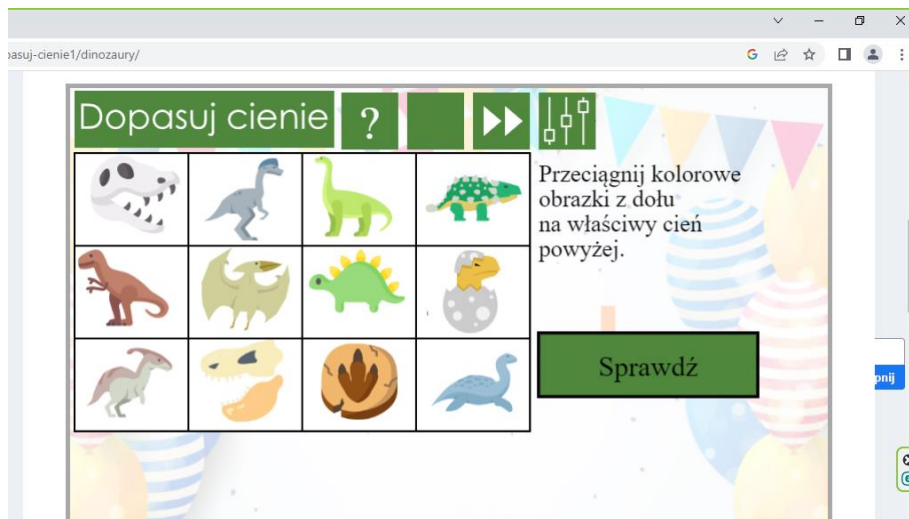 pasuj-cienie1/dinozaury/
Dopasuj cienie ?
Przeciągnij kolorowe
obrazki z dołu
na właściwy cień
powyżej.
Sprawdź
pnij